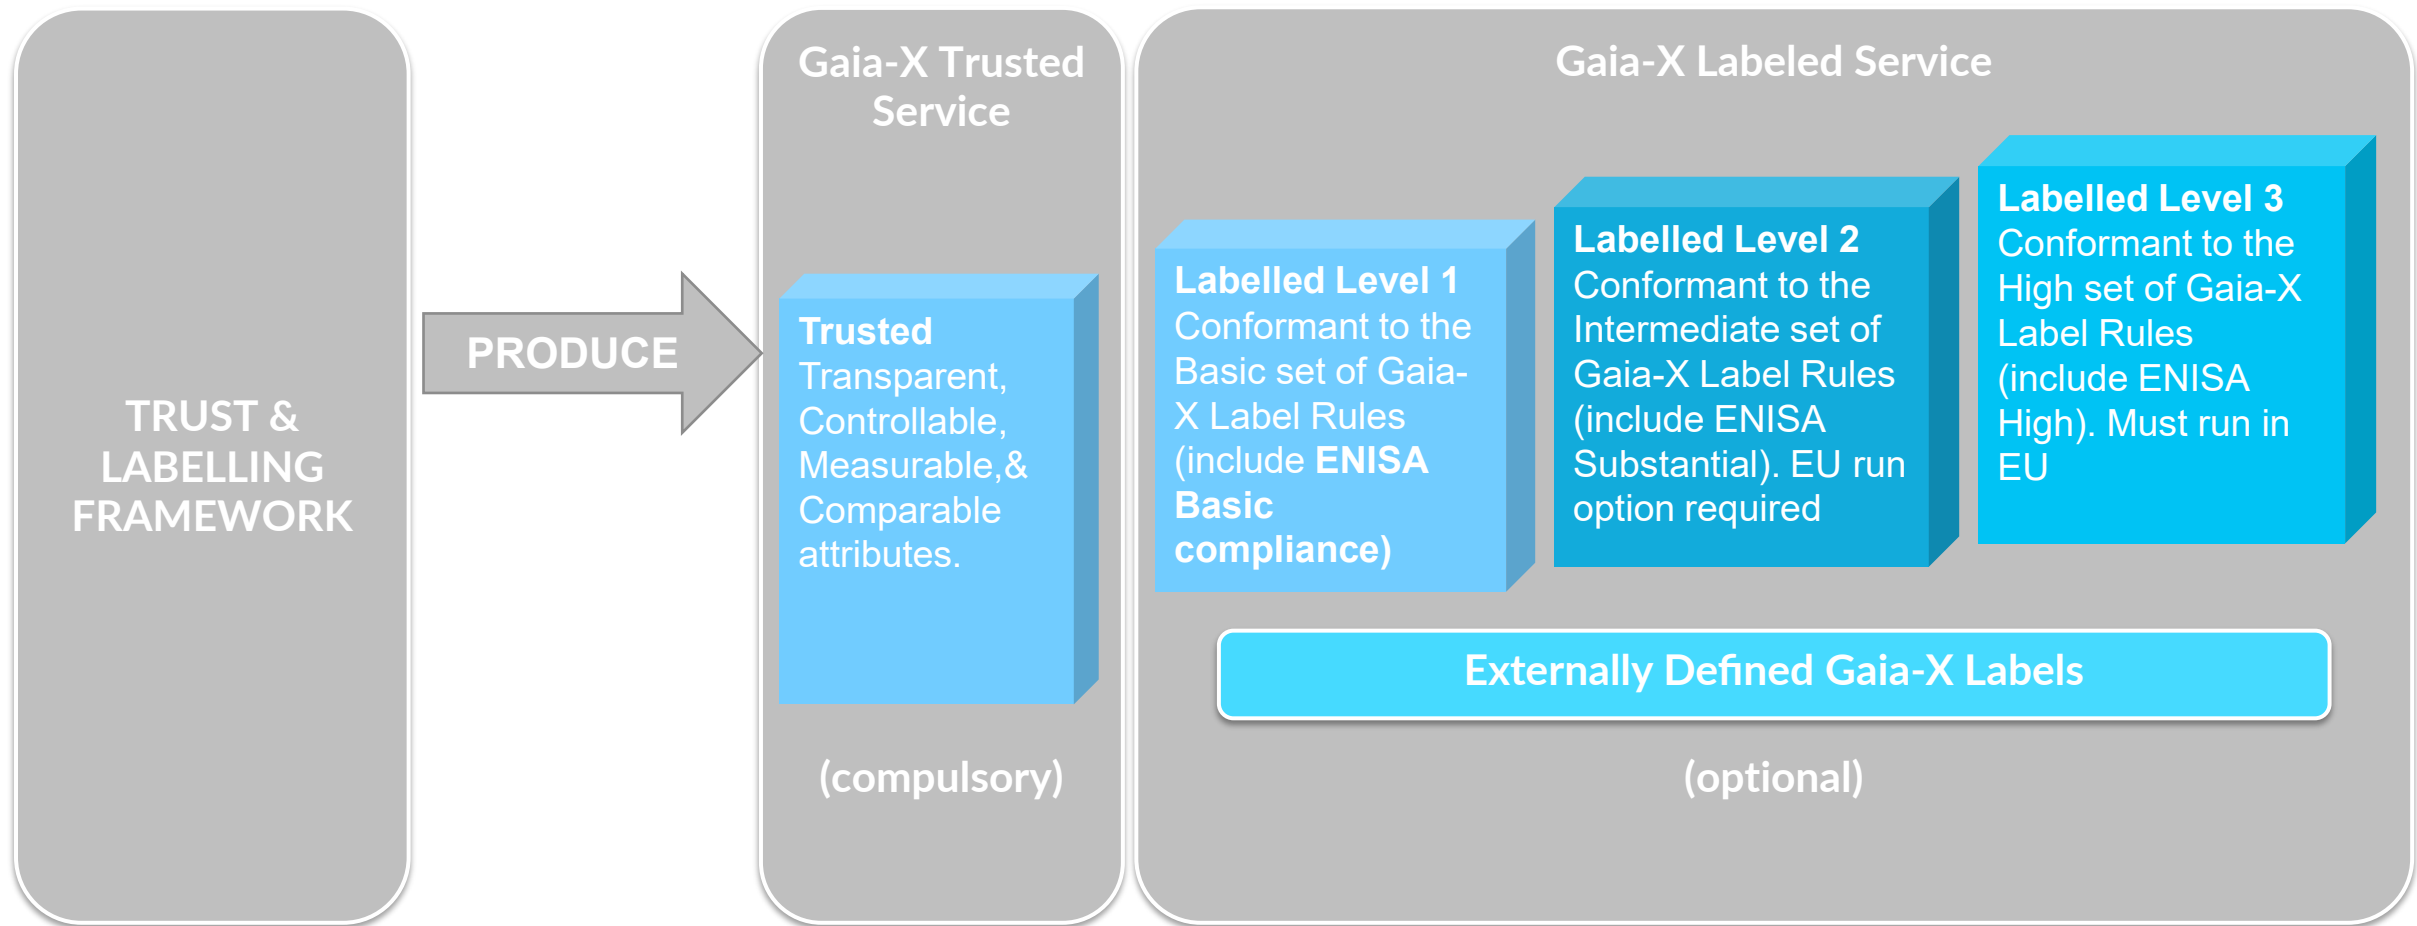 TRUST &
LABELLING
FRAMEWORK
PRODUCE
Gaia-X Trusted
Service
Trusted
Transparent,
Controllable,
Measurable,&
Comparable
attributes.
(compulsory)
Gaia-X Labeled Service
Labelled Level 1
Conformant to the
Basic set of Gaia-
X Label Rules
(include ENISA
Basic
compliance)
Labelled Level 2
Conformant to the
Intermediate set of
Gaia-X Label Rules
(include ENISA
Substantial). EU run
option required
Labelled Level 3
Conformant to the
High set of Gaia-X
Label Rules
(include ENISA
High). Must run in
EU
Externally Defined Gaia-X Labels
(optional)